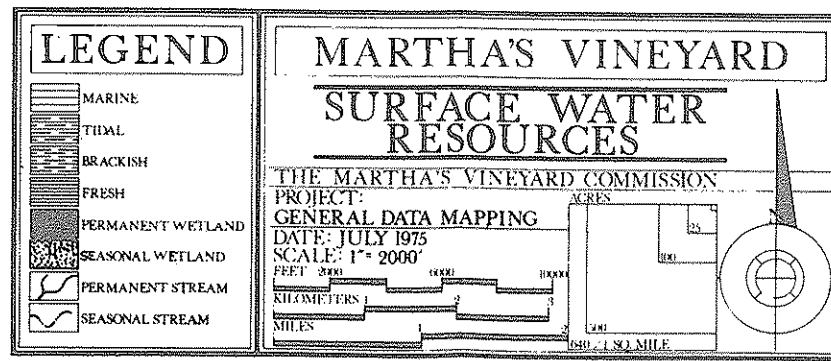 LEGEND
MARINE
TIDAL
BRACKISH
FRESH
PERMANENT WETLAND
SEASONAL WETLAND
PERMANENT STREAM
SEASONAL STREAM
MARTHA'S VINEYARD
SURFACE WATER
RESOURCES
THE MARTHA'S VINEYARD COMMISSION
PROJECT:
GENERAL DATA MAPPING
DATE: JULY 1975
SCALE: 1"= 2000'
FEET 2000 6000 10000
KILOMETERS 1 2 3
MILES 1 2
ACRES
25
100
500
640 / 1 SQ. MILE
N